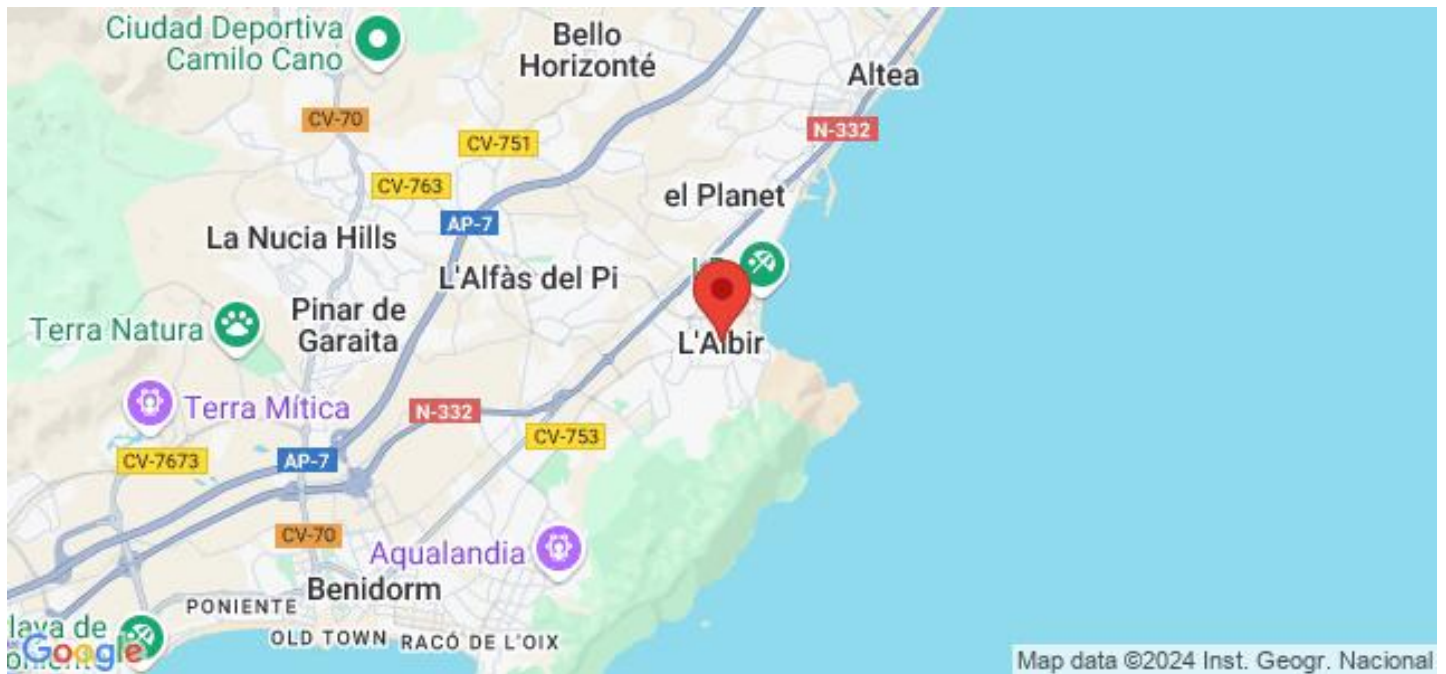 Ciudad Deportiva
Camilo Cano
Bello
Horizonté
Altea
CV-70
N-332
CV-751
CV-763
el Planet
AP-7
La Nucia Hills
L'Alfàs del Pi
Pinar de
Garaita
Terra Natura
L'Albir
Terra Mítica
N-332
CV-753
CV-7673
AP-7
CV-70
Aqualandia
Benidorm
PONIENTE
OLD TOWN
RACÓ DE L'OIX
de
Google
Map data ©2024 Inst. Geogr. Nacional